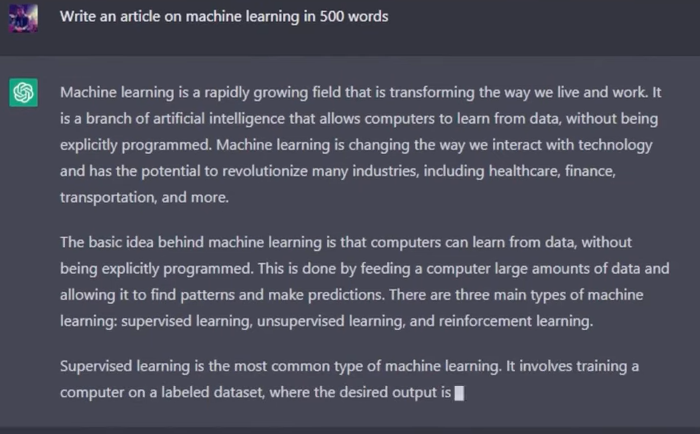 Write an article on machine learning in 500 words
Machine learning is a rapidly growing field that is transforming the way we live and work. It
is a branch of artificial intelligence that allows computers to learn from data, without being
explicitly programmed. Machine learning is changing the way we interact with technology
and has the potential to revolutionize many industries, including healthcare, finance,
transportation, and more.
The basic idea behind machine learning is that computers can learn from data, without
being explicitly programmed. This is done by feeding a computer large amounts of data and
allowing it to find patterns and make predictions. There are three main types of machine
learning: supervised learning, unsupervised learning, and reinforcement learning.
Supervised learning is the most common type of machine learning. It involves training a
computer on a labeled dataset, where the desired output is